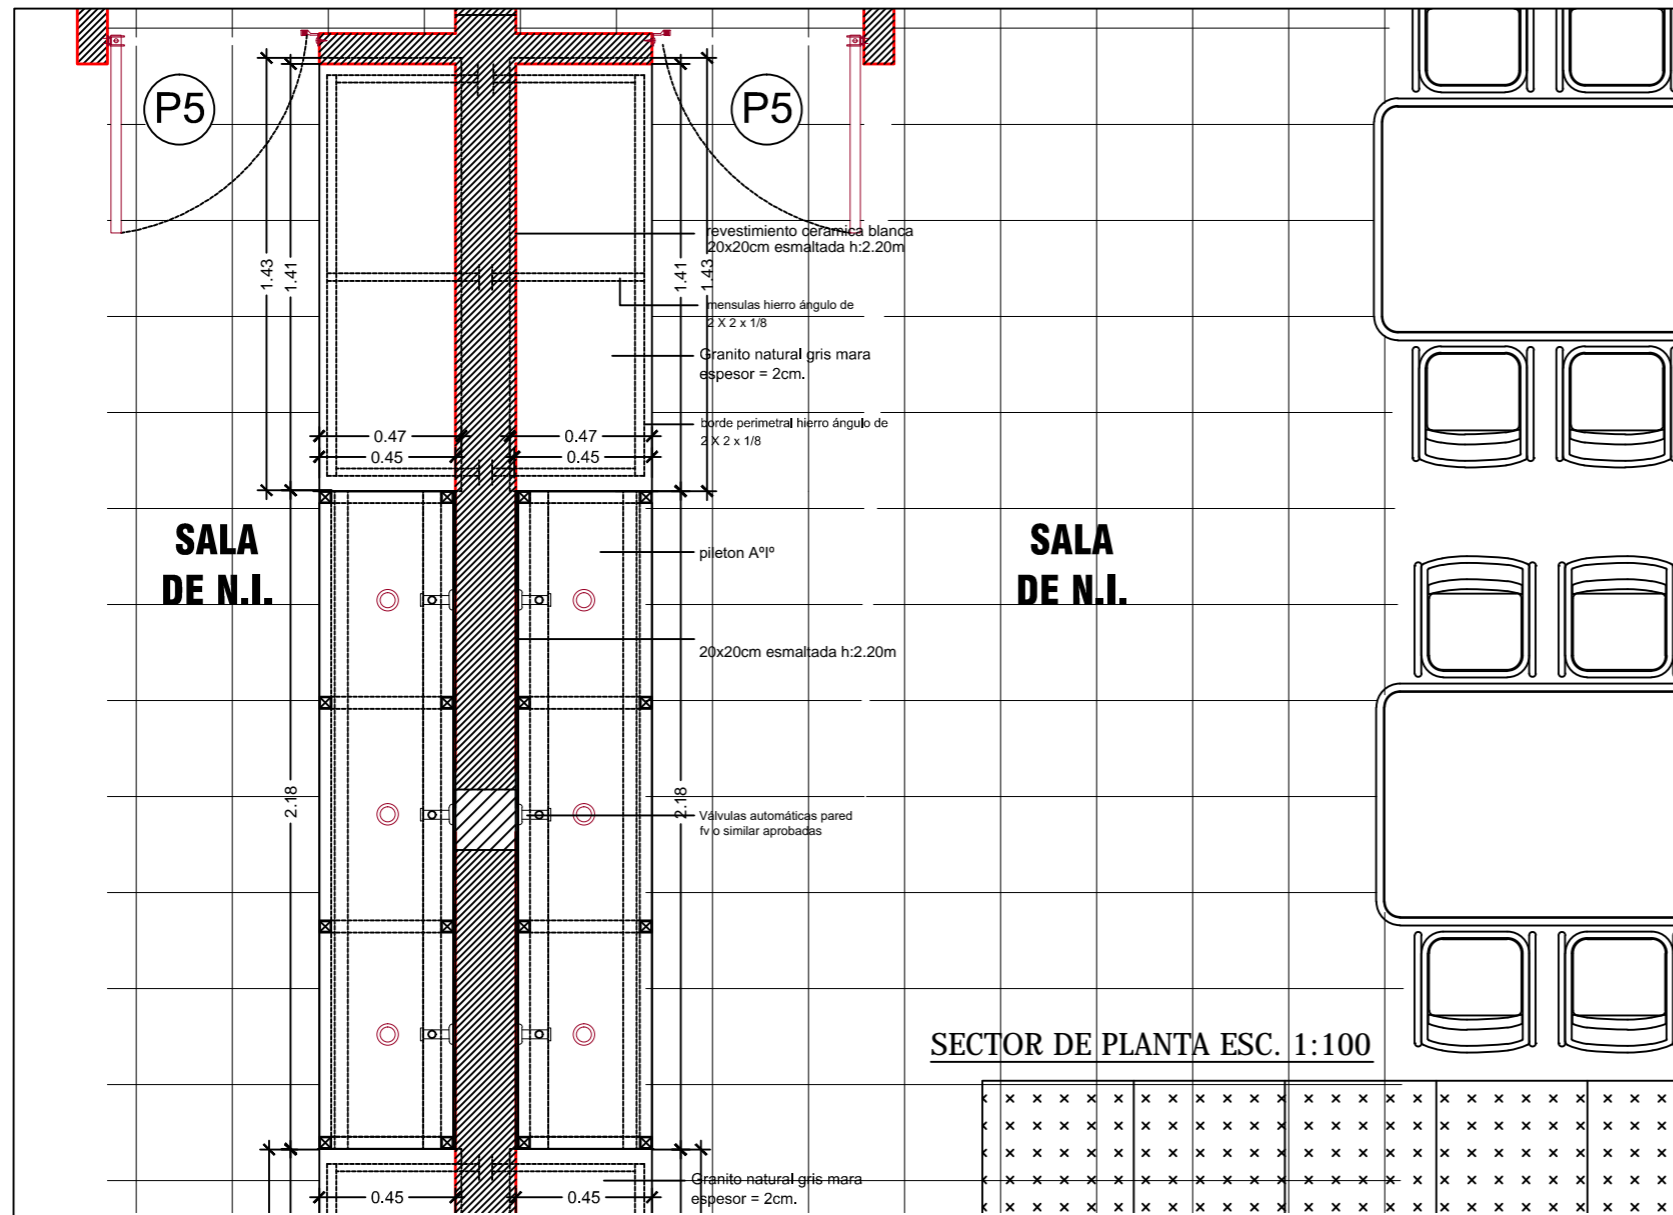 P5
P5
revestimiento ceramica blanca
20x20cm esmaltada h:2.20m
1.43
1.41
1.41
1.43
mensulas hierro ángulo de
2 X 2 x 1/8
Granito natural gris mara
espesor = 2cm.
borde perimetral hierro ángulo de
2 X 2 x 1/8
0.47
0.47
0.45
0.45
SALA
DE N.I.
SALA
DE N.I.
pileton AºIº
20x20cm esmaltada h:2.20m
2.18
2.18
Válvulas automáticas pared
fv o similar aprobadas
SECTOR DE PLANTA ESC. 1:100
Granito natural gris mara
espesor = 2cm.
0.45
0.45